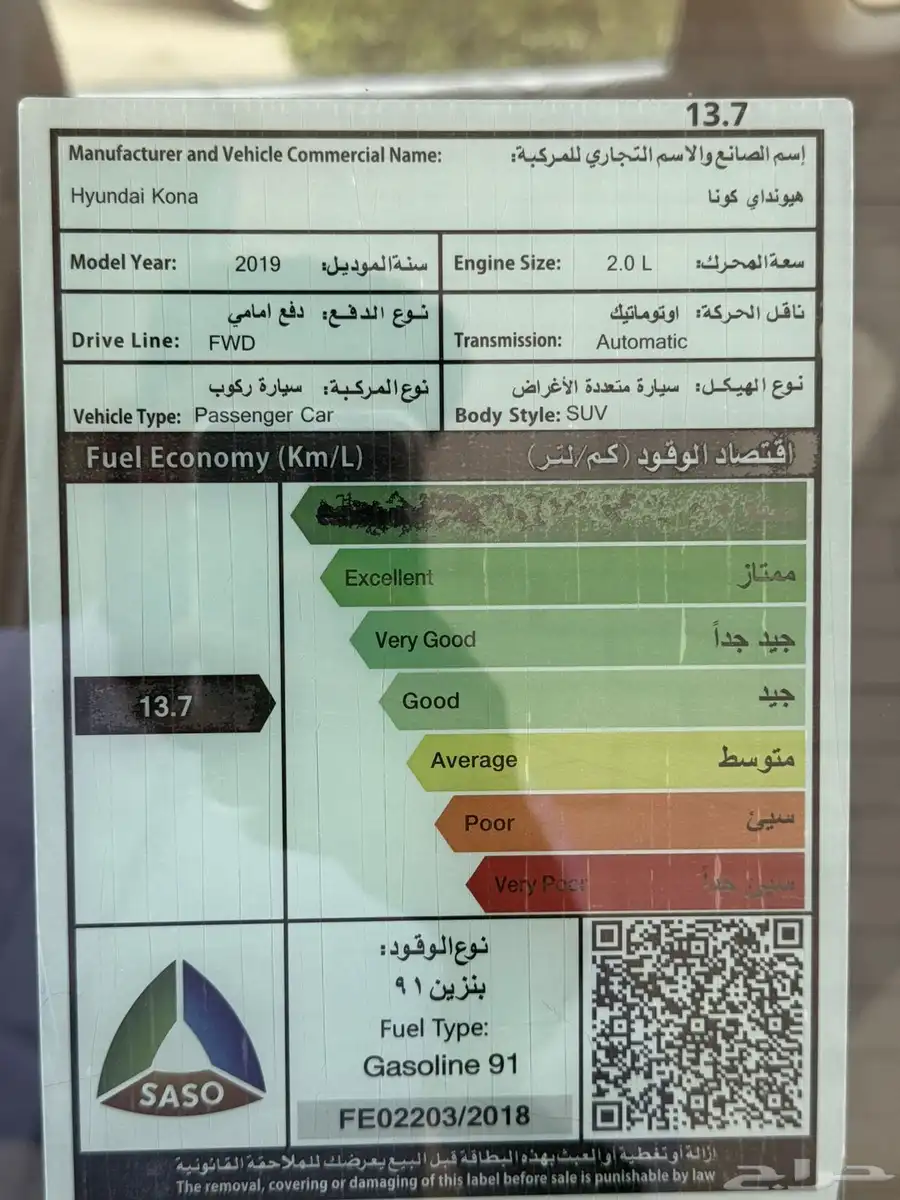 13.7
Manufacturer and Vehicle Commercial Name: إسم الصانع والاسم التجاري للمركبة:
Hyundai Kona هيونداي كونا
Model Year: 2019 سنة الموديل:
Engine Size: 2.0 L سعة المحرك:
نوع الدفع: دفع امامي
Drive Line: FWD
ناقل الحركة: اوتوماتيك
Transmission: Automatic
نوع المركبة: سيارة ركوب
Vehicle Type: Passenger Car
نوع الهيكل: سيارة متعددة الأغراض
Body Style: SUV
Fuel Economy (Km/L) اقتصاد الوقود (كم/لتر)
Excellent ممتاز
Very Good جيد جداً
13.7
Good جيد
Average متوسط
Poor سيئ
Very Poor سيئ جداً
SASO
نوع الوقود:
بنزين ٩١
Fuel Type:
Gasoline 91
FE02203/2018
إزالة أو تغطية أو العبث بهذه البطاقة قبل البيع يعرضك للملاحقة القانونية
The removal, covering or damaging of this label before sale is punishable by law
حراج